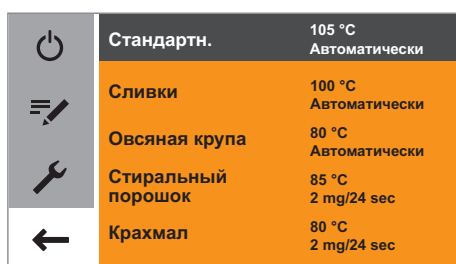 Стандартн.
105 °C
Автоматически
Сливки
100 °C
Автоматически
Овсяная крупа
80 °C
Автоматически
Стиральный
порошок
85 °C
2 mg/24 sec
Крахмал
80 °C
2 mg/24 sec